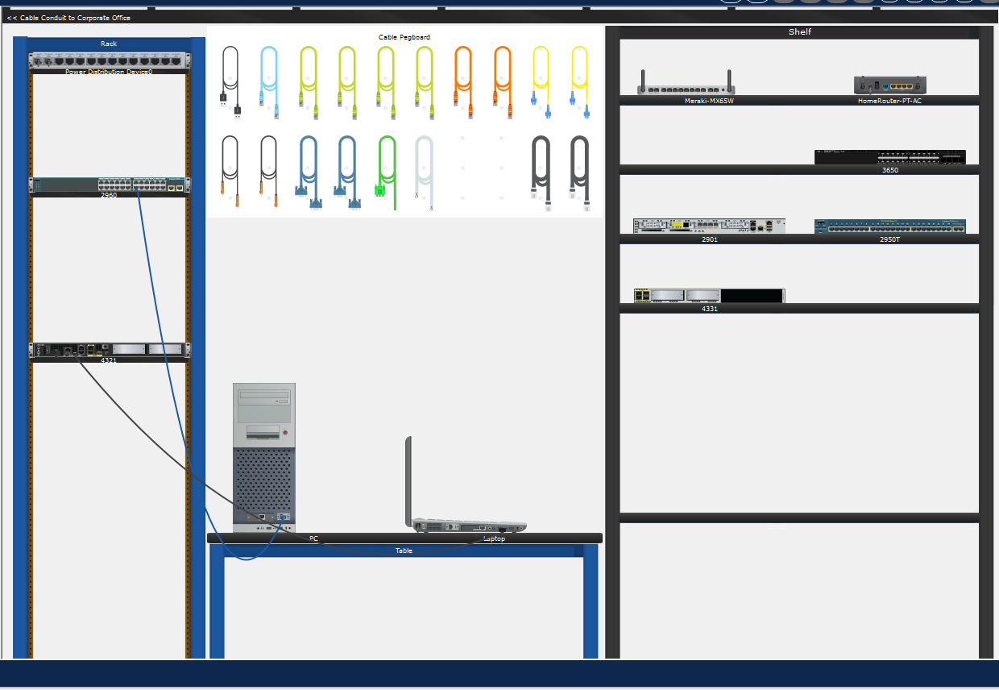 << Cable Conduit to Corporate Office
Rack
Power Distribution Device0
2960
4321
Cable Pegboard
PC
Laptop
Table
Shelf
Meraki-MX65W
HomeRouter-PT-AC
3650
2901
2950T
4331